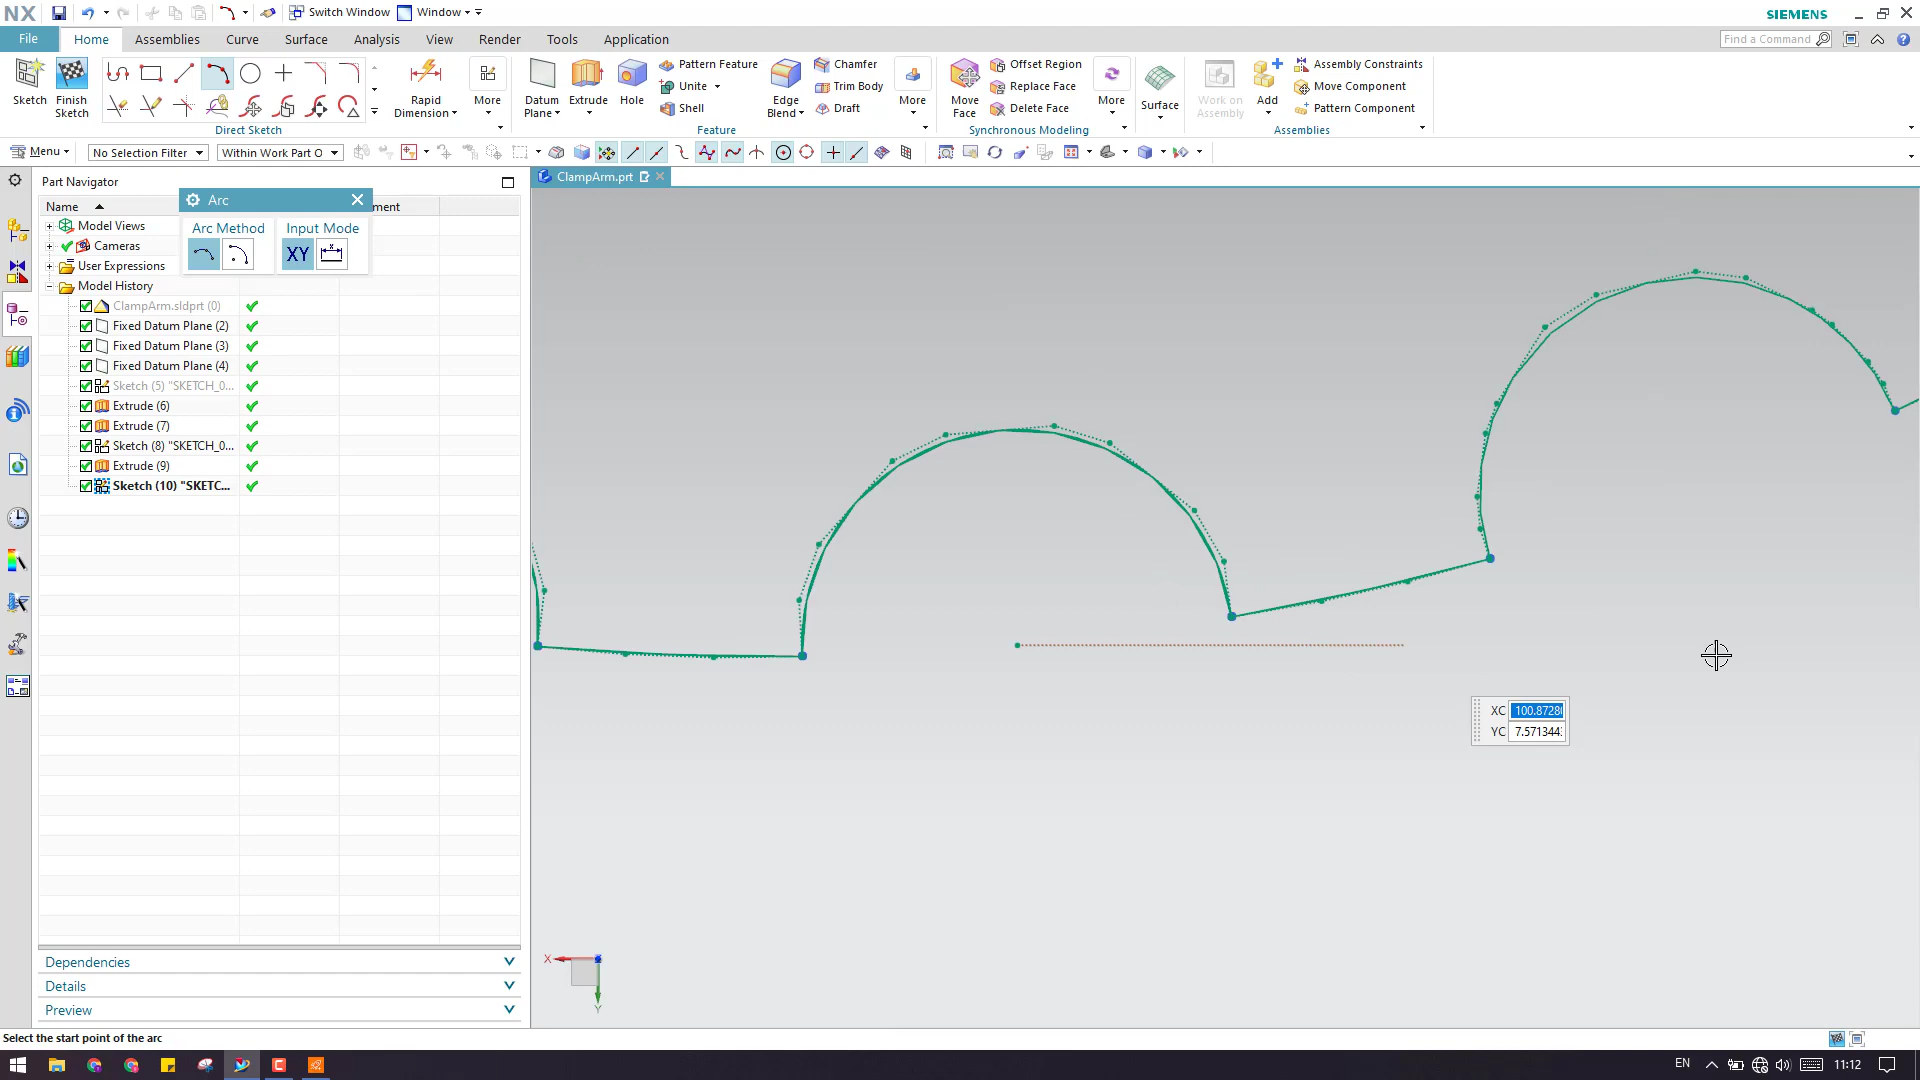 NX
Switch Window
Window
SIEMENS
File
Home
Assemblies
Curve
Surface
Analysis
View
Render
Tools
Application
Find a Command
Sketch
Finish Sketch
Direct Sketch
Rapid Dimension
More
Datum Plane
Extrude
Hole
Pattern Feature
Unite
Shell
Edge Blend
Chamfer
Trim Body
Draft
More
Feature
Move Face
Offset Region
Replace Face
Delete Face
More
Synchronous Modeling
Surface
Work on Assembly
Add
Assembly Constraints
Move Component
Pattern Component
Assemblies
Menu
No Selection Filter
Within Work Part O
Part Navigator
ClampArm.prt
Name
ment
Arc
Arc Method
Input Mode
XY
Model Views
Cameras
User Expressions
Model History
ClampArm.sldprt (0)
Fixed Datum Plane (2)
Fixed Datum Plane (3)
Fixed Datum Plane (4)
Sketch (5) "SKETCH_0...
Extrude (6)
Extrude (7)
Sketch (8) "SKETCH_0...
Extrude (9)
Sketch (10) "SKETC...
XC 100.8728
YC 7.571344
X
Y
Dependencies
Details
Preview
Select the start point of the arc
EN
11:12